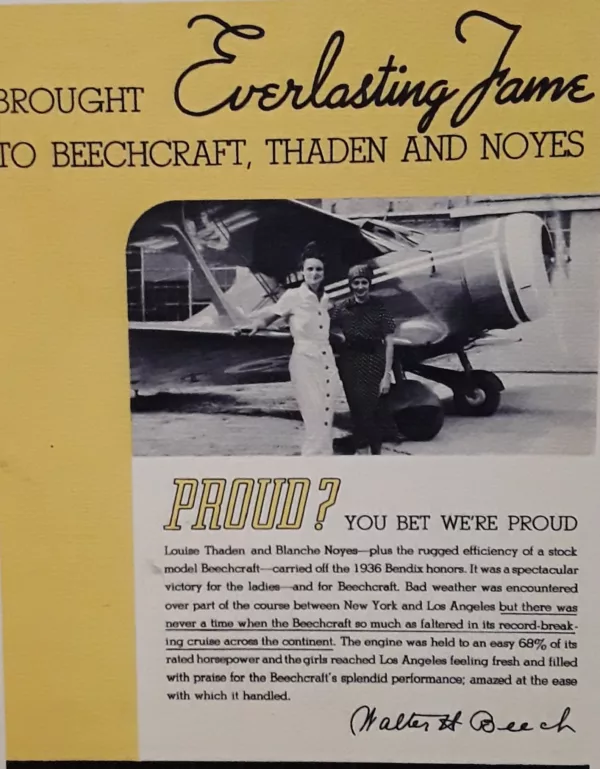 BROUGHT Everlasting Fame
TO BEECHCRAFT, THADEN AND NOYES
PROUD? YOU BET WE'RE PROUD
Louise Thaden and Blanche Noyes—plus the rugged efficiency of a stock
model Beechcraft—carried off the 1936 Bendix honors. It was a spectacular
victory for the ladies—and for Beechcraft. Bad weather was encountered
over part of the course between New York and Los Angeles but there was
never a time when the Beechcraft so much as faltered in its record-break-
ing cruise across the continent. The engine was held to an easy 68% of its
rated horsepower and the girls reached Los Angeles feeling fresh and filled
with praise for the Beechcraft's splendid performance; amazed at the ease
with which it handled.
Walter H Beech